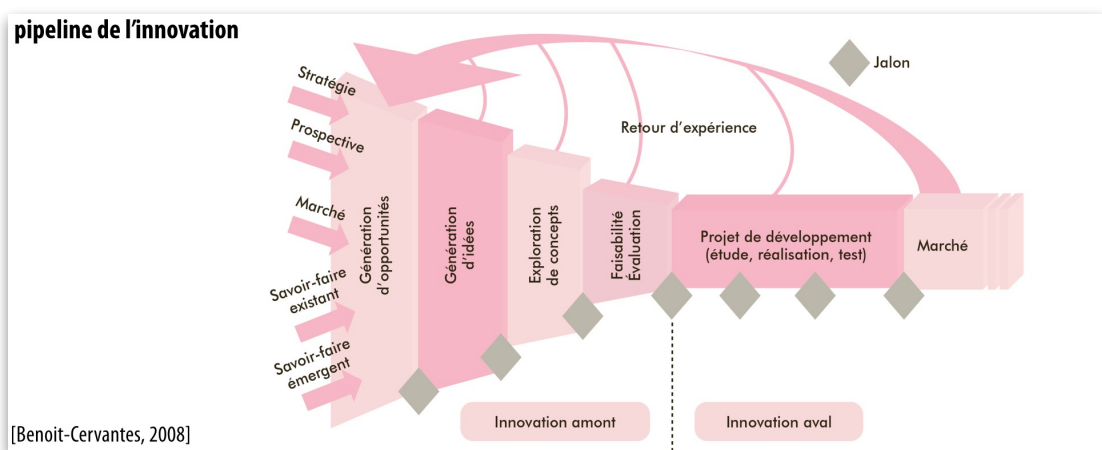 pipeline de l'innovation
Jalon
Stratégie
Prospective
Marché
Savoir-faire
existant
Savoir-faire
émergent
Retour d'expérience
Génération
d'opportunités
Génération
d'idées
Exploration
de concepts
Faisabilité
Évaluation
Projet de développement
(étude, réalisation, test)
Marché
Innovation amont
Innovation aval
[Benoit-Cervantes, 2008]